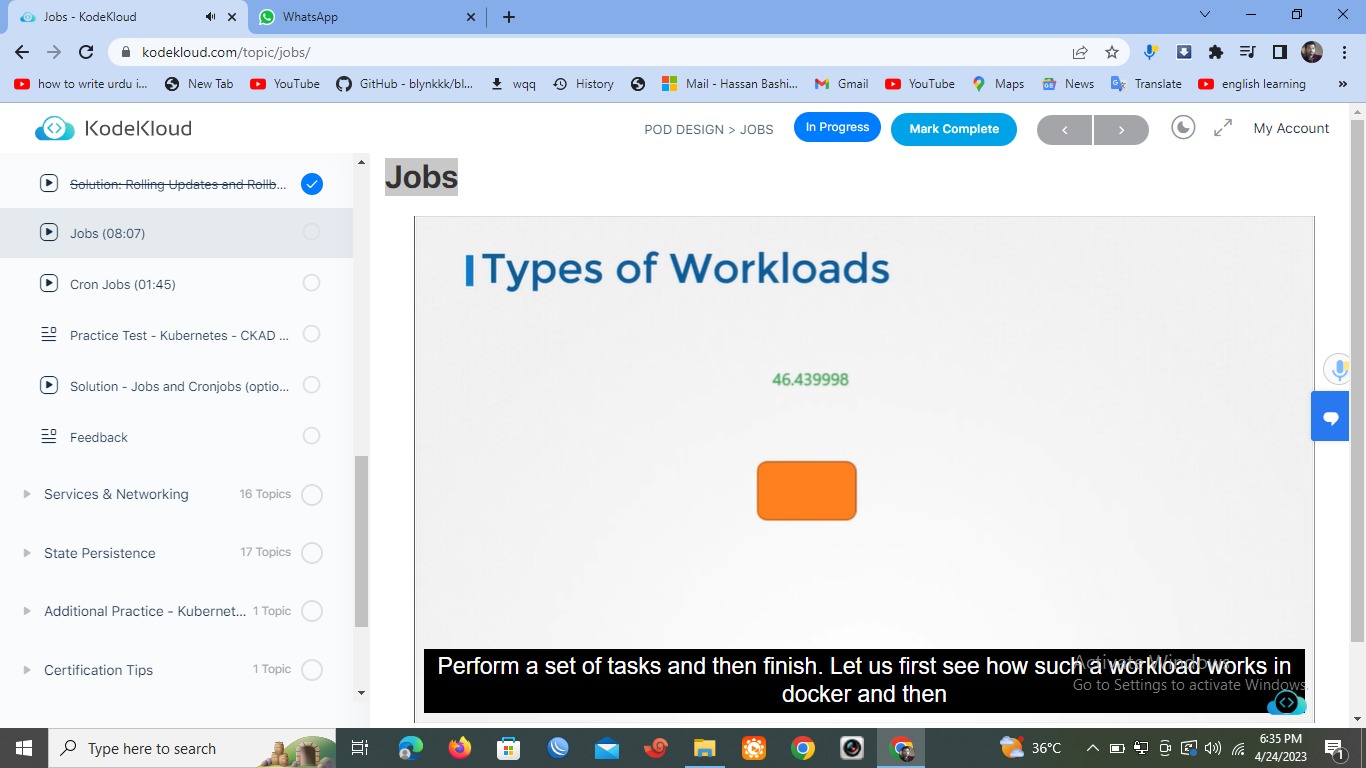 Jobs - KodeKloud
WhatsApp
kodekloud.com/topic/jobs/
how to write urdu i...
New Tab
YouTube
GitHub - blynkkk/bl...
wqq
History
Mail - Hassan Bashi...
Gmail
YouTube
Maps
News
Translate
english learning
KodeKloud
POD DESIGN > JOBS
In Progress
Mark Complete
My Account
Solution: Rolling Updates and Rollb...
Jobs (08:07)
Cron Jobs (01:45)
Practice Test - Kubernetes - CKAD ...
Solution - Jobs and Cronjobs (optio...
Feedback
Services & Networking 16 Topics
State Persistence 17 Topics
Additional Practice - Kubernet... 1 Topic
Certification Tips 1 Topic
Jobs
Types of Workloads
46.439998
Perform a set of tasks and then finish. Let us first see how such a workload works in
docker and then
Activate Windows
Go to Settings to activate Windows.
Type here to search
36°C
6:35 PM
4/24/2023
1